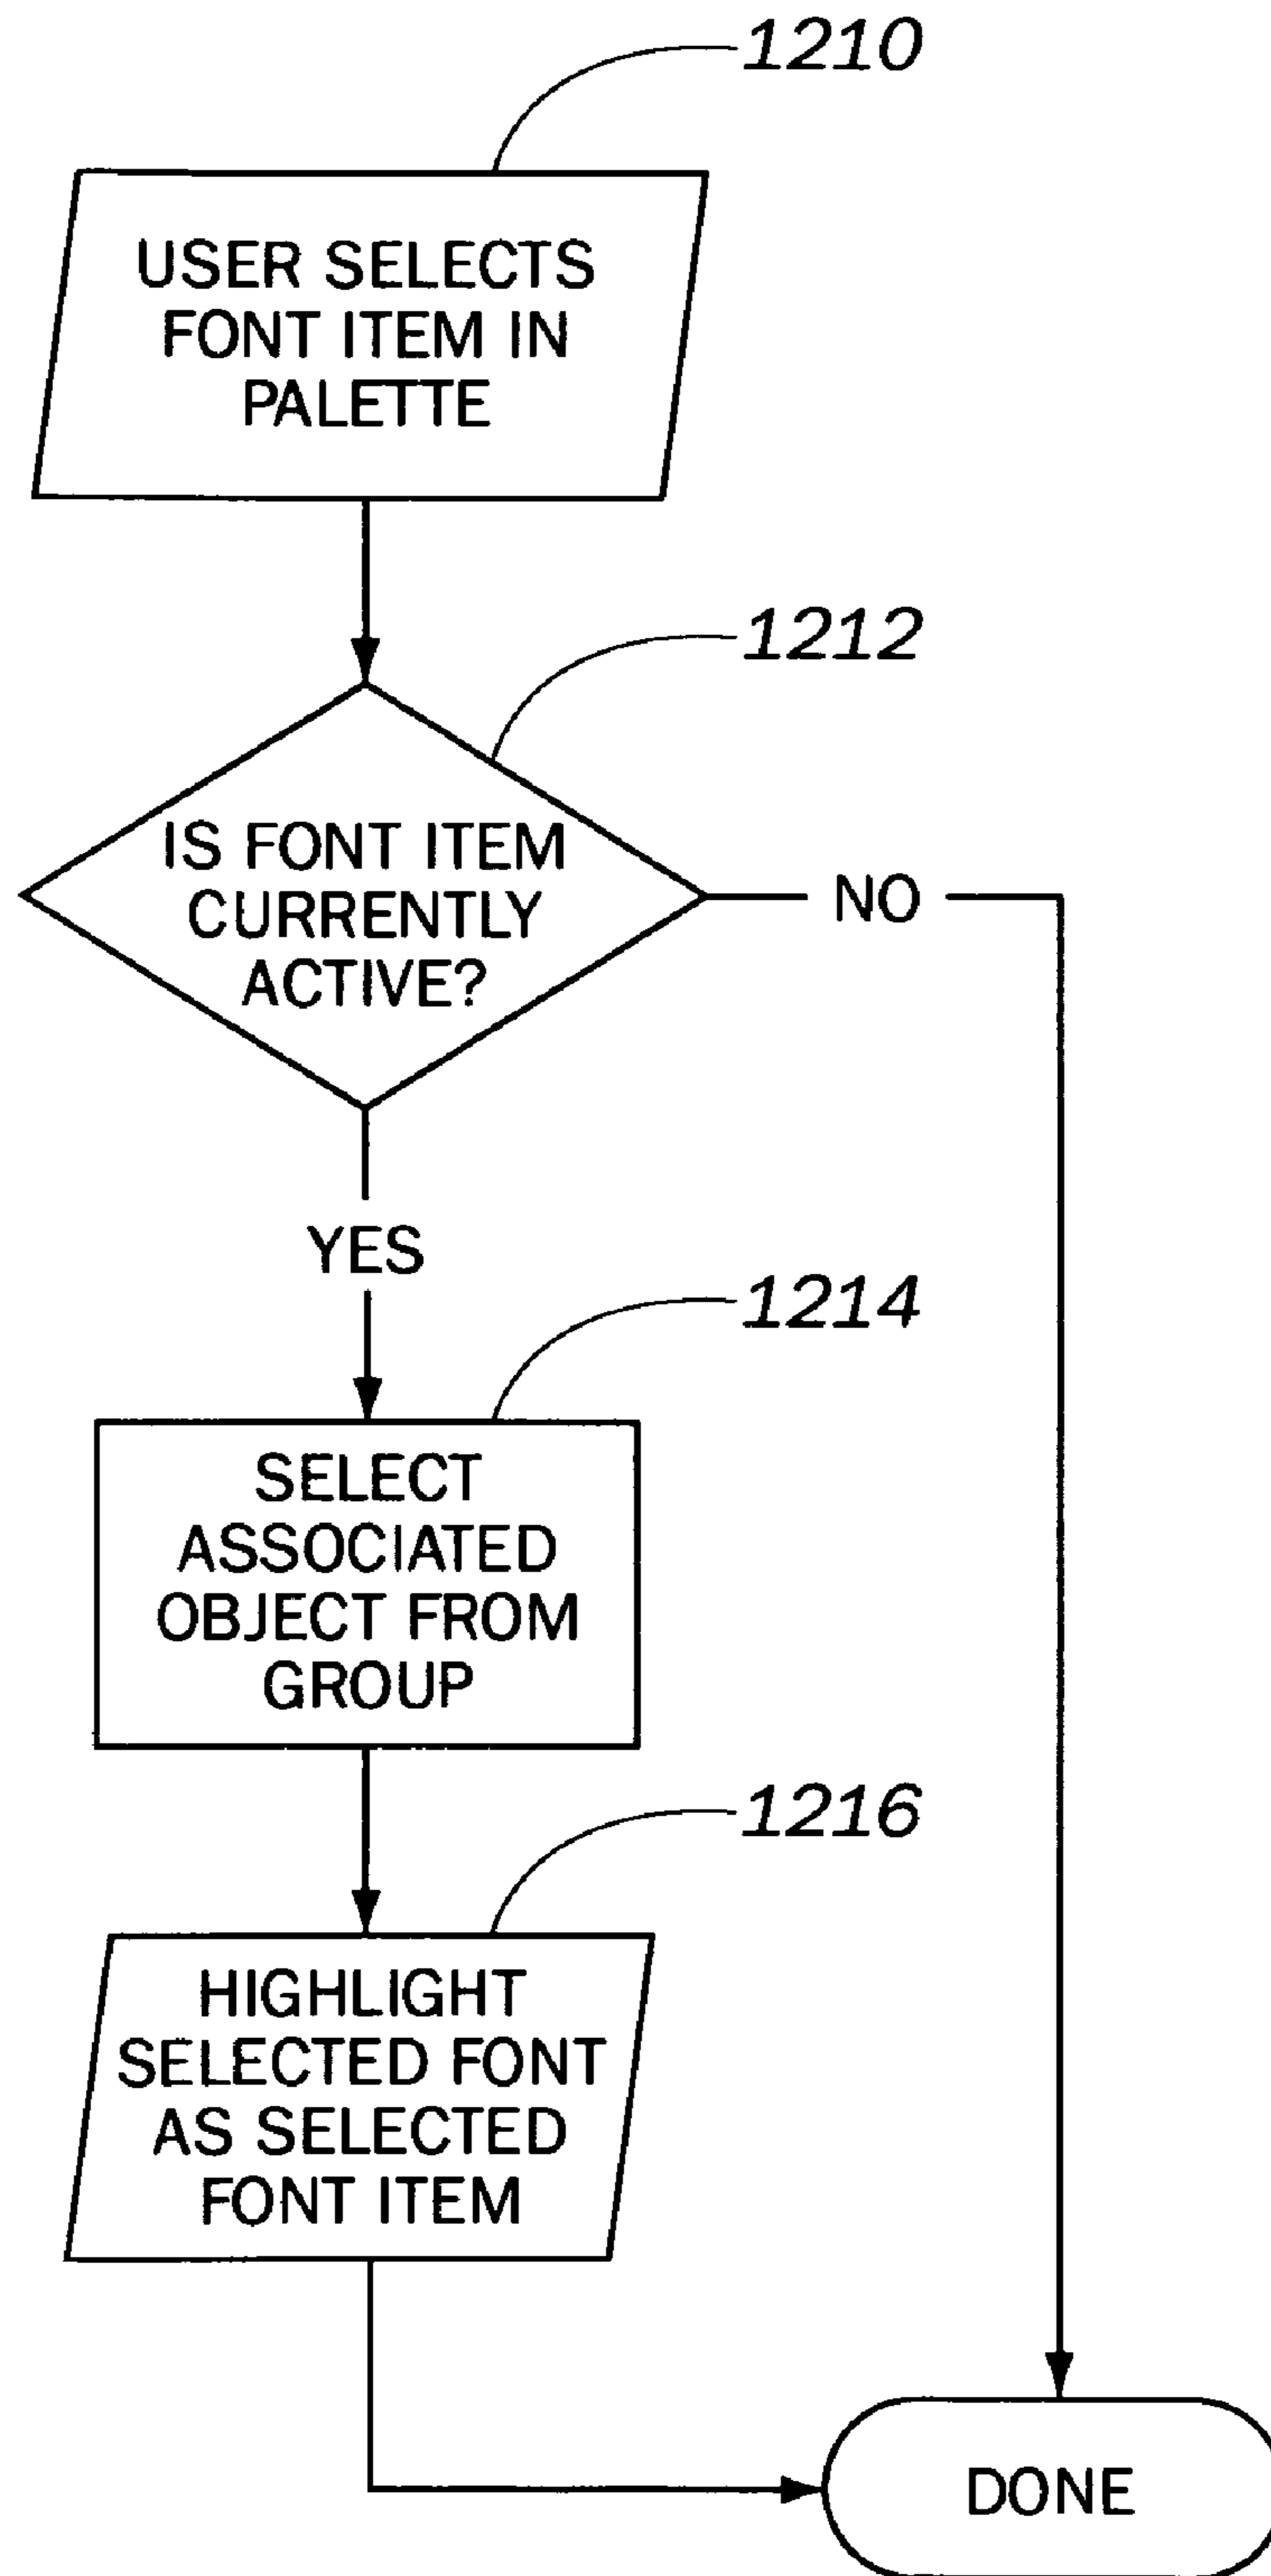 1210
USER SELECTS
FONT ITEM IN
PALETTE
1212
IS FONT ITEM
CURRENTLY
ACTIVE?
NO
YES
1214
SELECT
ASSOCIATED
OBJECT FROM
GROUP
1216
HIGHLIGHT
SELECTED FONT
AS SELECTED
FONT ITEM
DONE